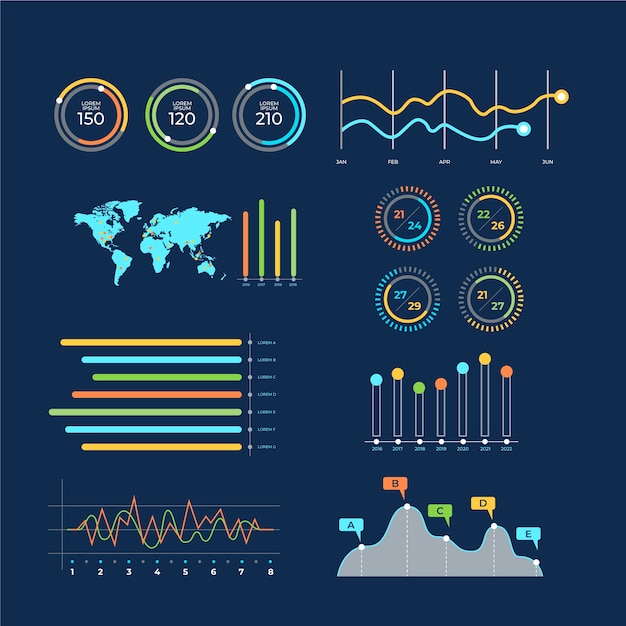 LOREM
IPSUM
150
LOREM
IPSUM
120
LOREM
IPSUM
210
JAN FEB APR MAY JUN
21
24
22
26
27
29
21
27
2016 2017 2018 2019
LOREM A
LOREM B
LOREM C
LOREM D
LOREM E
LOREM F
LOREM G
2016 2017 2018 2019 2020 2021 2022
1 2 3 4 5 6 7 8
A
B
C
D
E